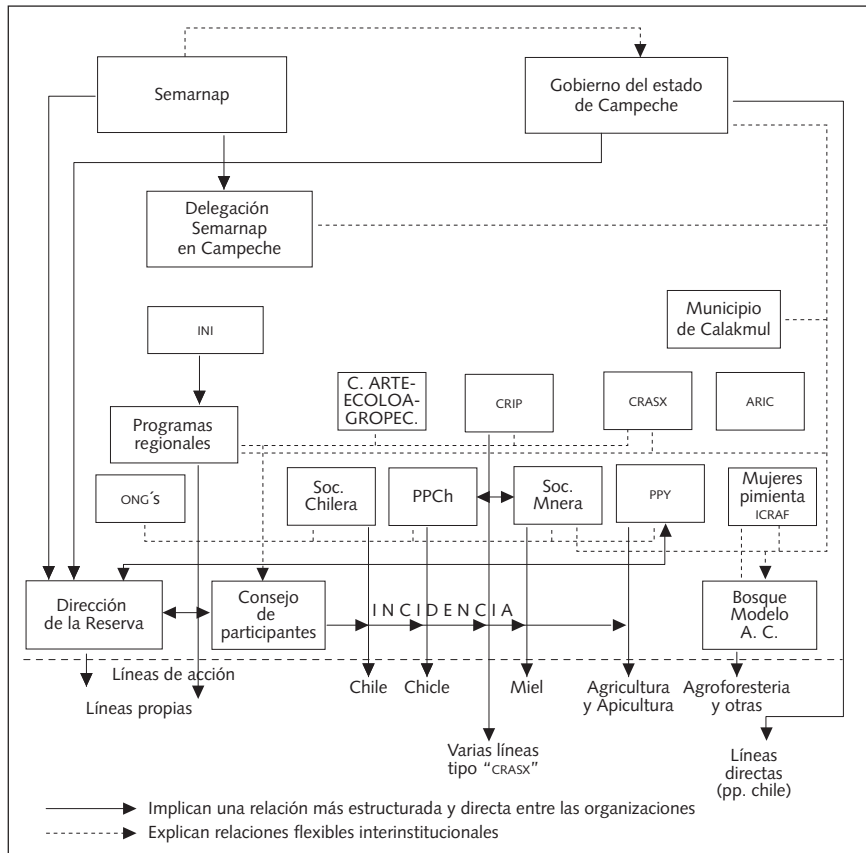 Semarnap
Gobierno del estado
de Campeche
Delegación
Semarnap
en Campeche
Municipio
de Calakmul
INI
C. ARTE-
ECOLOA-
GROPEC.
CRIP
CRASX
ARIC
Programas
regionales
ONG´s
Soc.
Chilera
PPCh
Soc.
Mnera
PPY
Mujeres
pimienta
ICRAF
Dirección
de la Reserva
Consejo
de
participantes
INCIDENCIA
Bosque
Modelo
A. C.
Líneas de acción
Líneas propias
Chile
Chicle
Miel
Agricultura
y Apicultura
Agroforesteria
y otras
Varias líneas
tipo “CRASX”
Líneas
directas
(pp. chile)
Implican una relación más estructurada y directa entre las organizaciones
Explican relaciones flexibles interinstitucionales